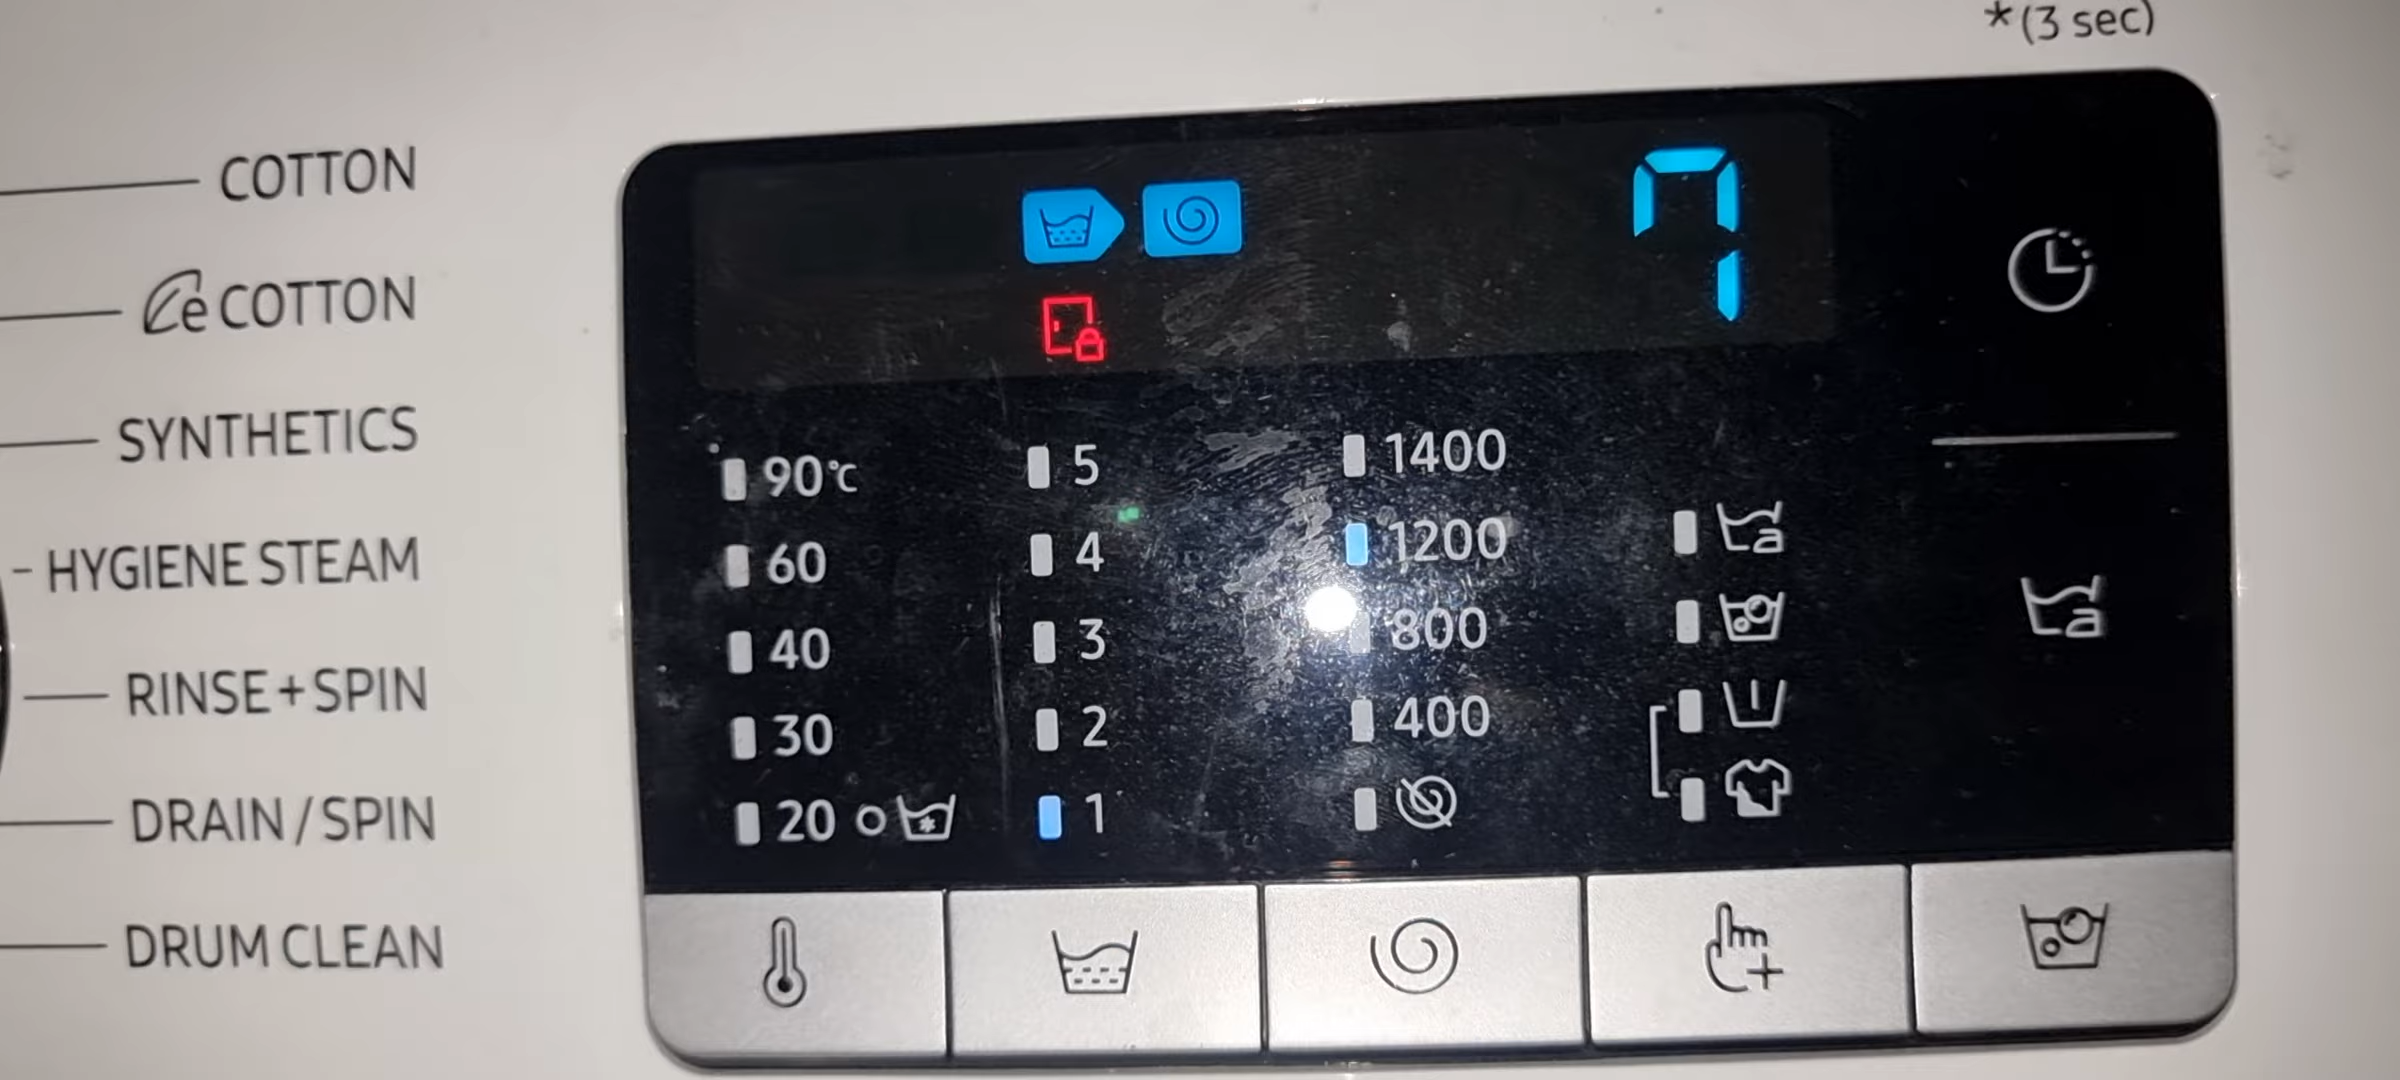 *(3 sec)
COTTON
e COTTON
SYNTHETICS
HYGIENE STEAM
RINSE+SPIN
DRAIN/SPIN
DRUM CLEAN
7
90℃ 5 1400
60 4 1200
40 3 800
30 2 400
20 1